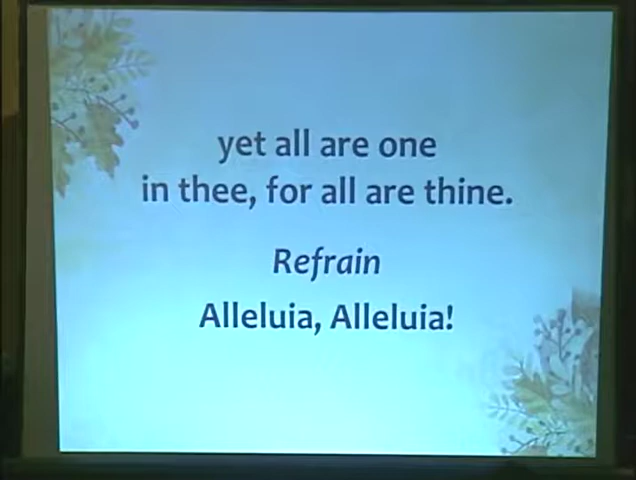 yet all are one
in thee, for all are thine.
Refrain
Alleluia, Alleluia!